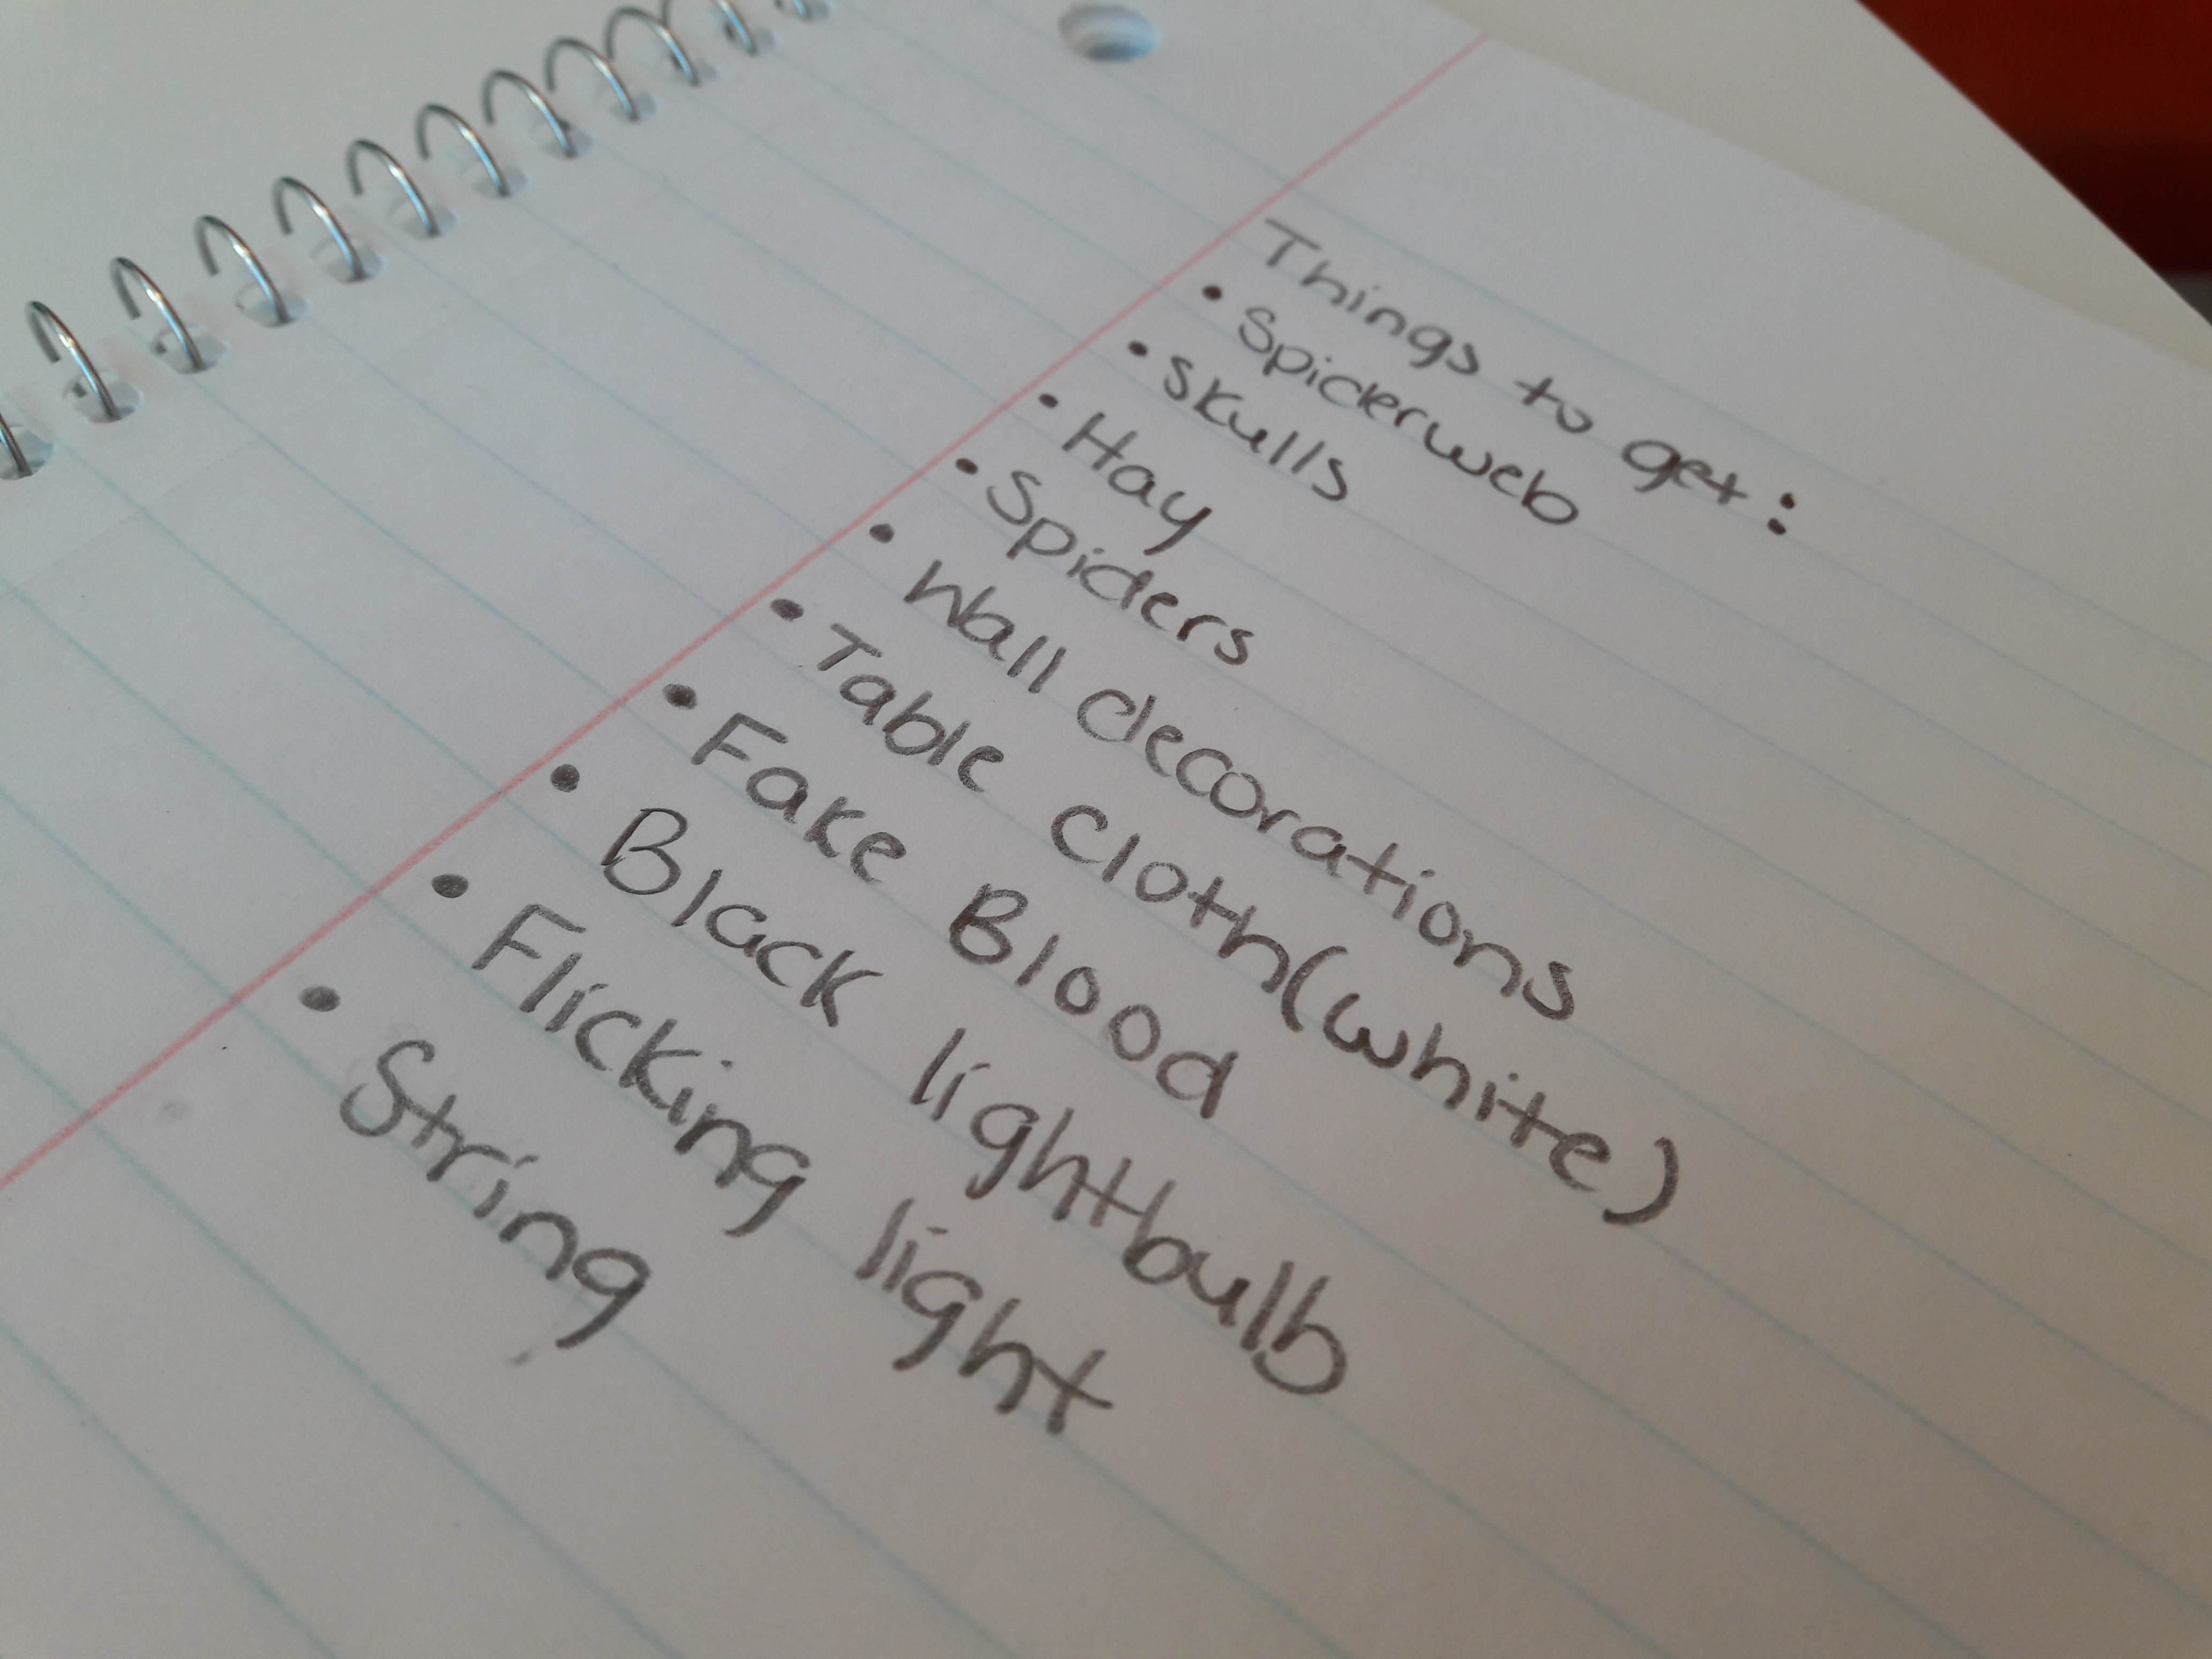 Things to get:
• Spiderweb
• skulls
• Hay
• Spiders
• Wall decorations
• Table Cloth (white)
• Fake Blood
• Black lightbulb
• Flicking light
• String